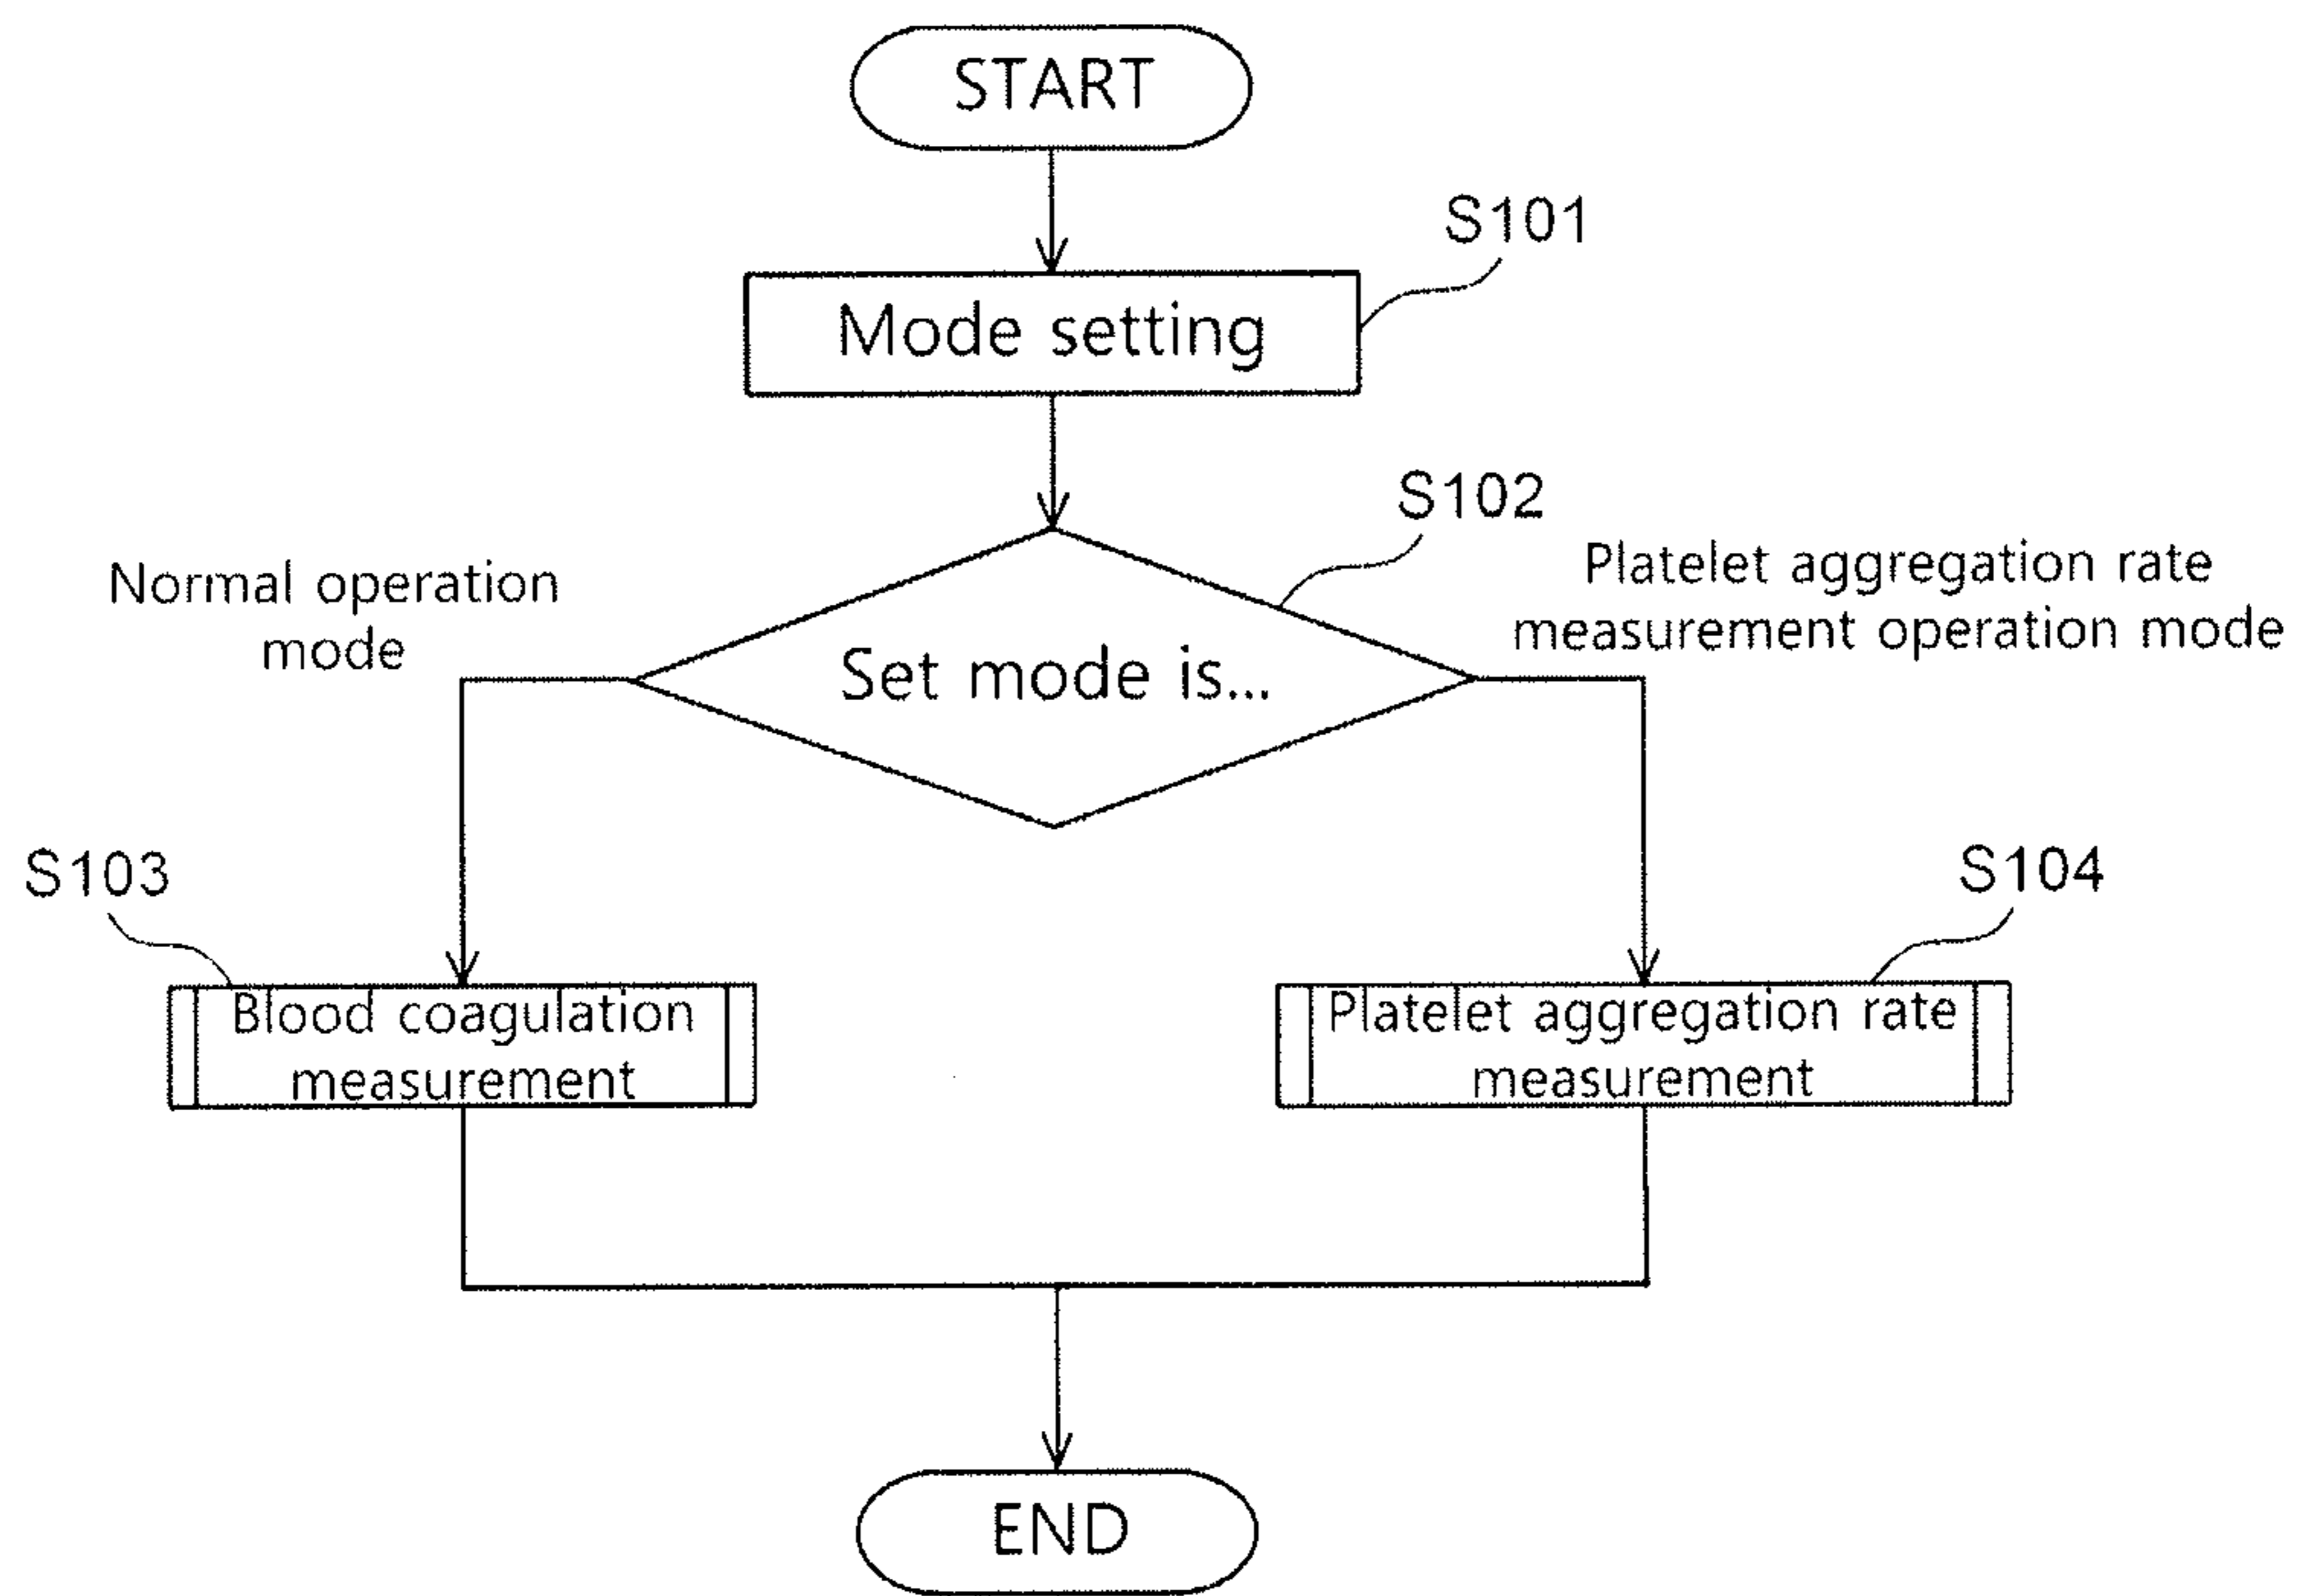 START
S101
Mode setting
S102
Normal operation
mode
Platelet aggregation rate
measurement operation mode
Set mode is...
S103
S104
Blood coagulation
measurement
Platelet aggregation rate
measurement
END